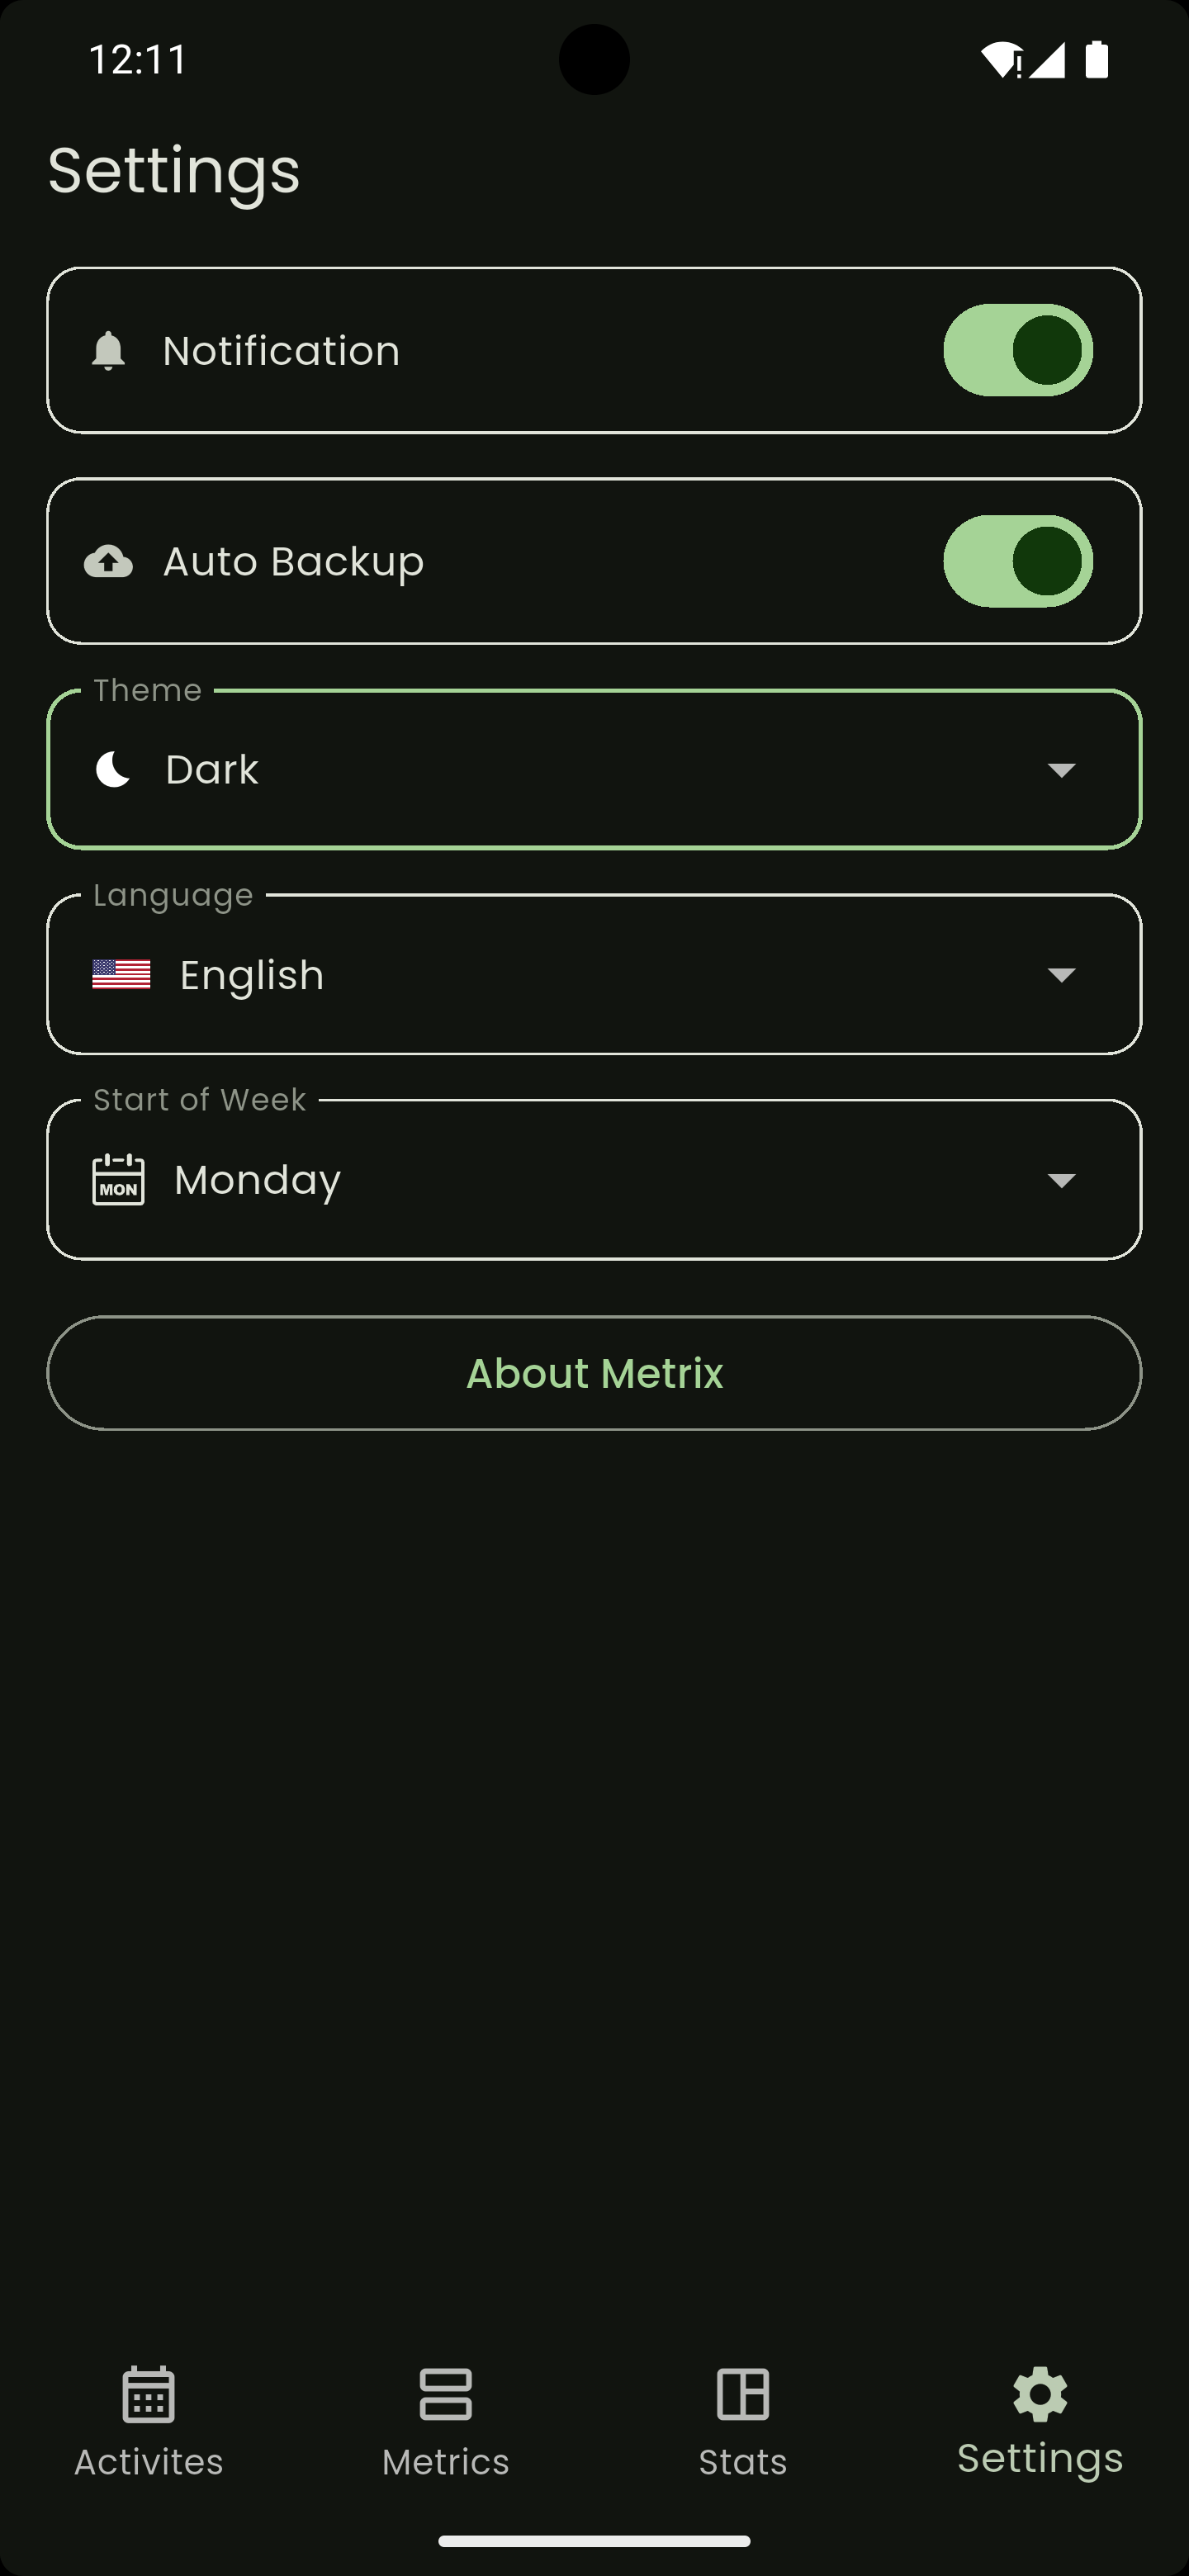 12:11
Settings
Notification
Auto Backup
Theme
Dark
Language
English
Start of Week
MON
Monday
About Metrix
Activites
Metrics
Stats
Settings